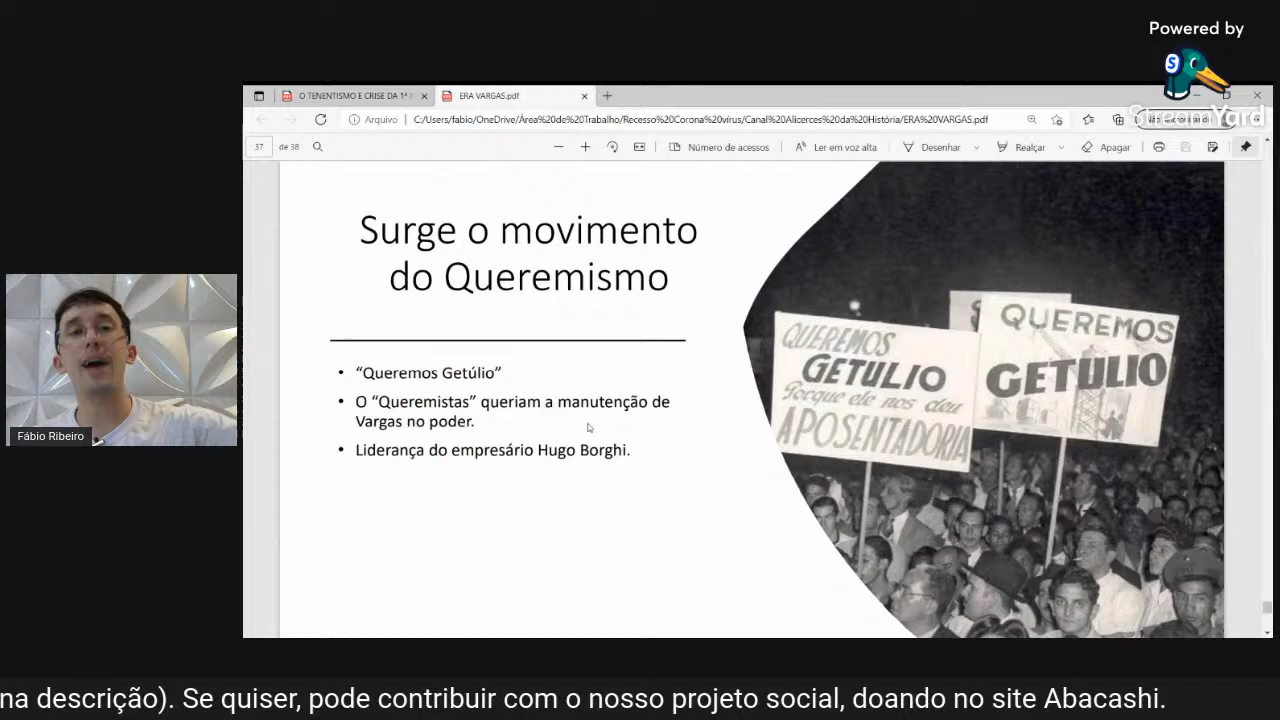 Powered by
S
StreamYard
O TENENTISMO E CRISE DA 1ª
ERA VARGAS.pdf
Arquivo
C:/Users/fabio/OneDrive/Área%20de%20Trabalho/Recesso%20Corona%20vírus/Canal%20Alicerces%20da%20História/ERA%20VARGAS.pdf
37 de 38
Número de acessos
Ler em voz alta
Desenhar
Realçar
Apagar
Surge o movimento
do Queremismo
• “Queremos Getúlio”
• O “Queremistas” queriam a manutenção de
Vargas no poder.
• Liderança do empresário Hugo Borghi.
QUEREMOS
GETULIO
Porque ele nos deu
APOSENTADORIA
QUEREMOS
GETULIO
Fábio Ribeiro
na descrição). Se quiser, pode contribuir com o nosso projeto social, doando no site Abacashi.